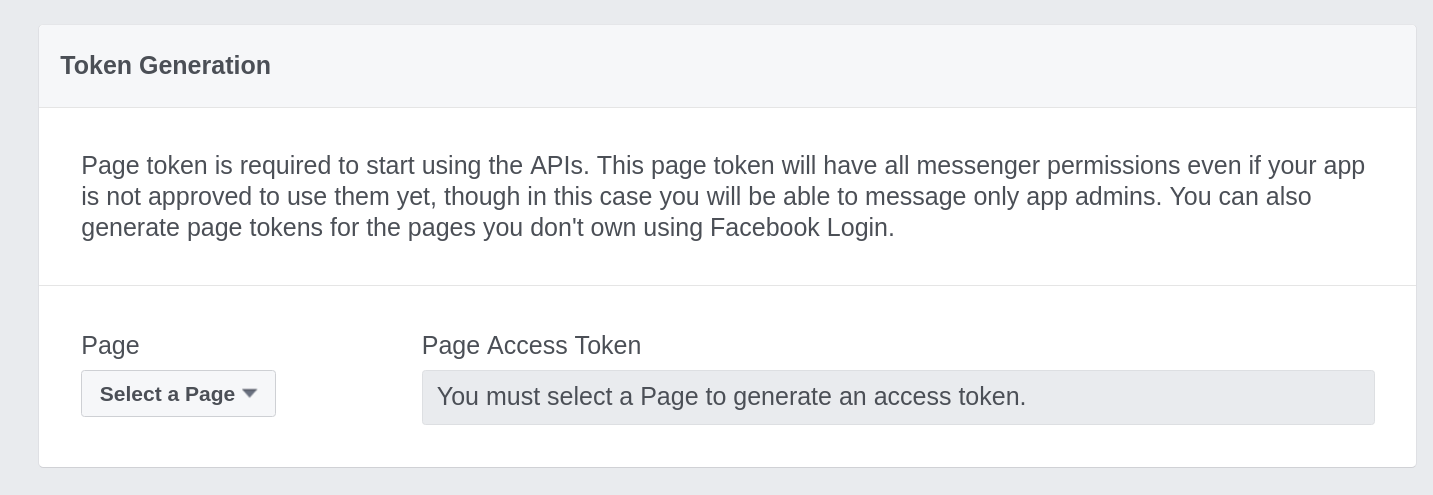 Token Generation
Page token is required to start using the APIs. This page token will have all messenger permissions even if your app
is not approved to use them yet, though in this case you will be able to message only app admins. You can also
generate page tokens for the pages you don't own using Facebook Login.
Page
Page Access Token
Select a Page
You must select a Page to generate an access token.